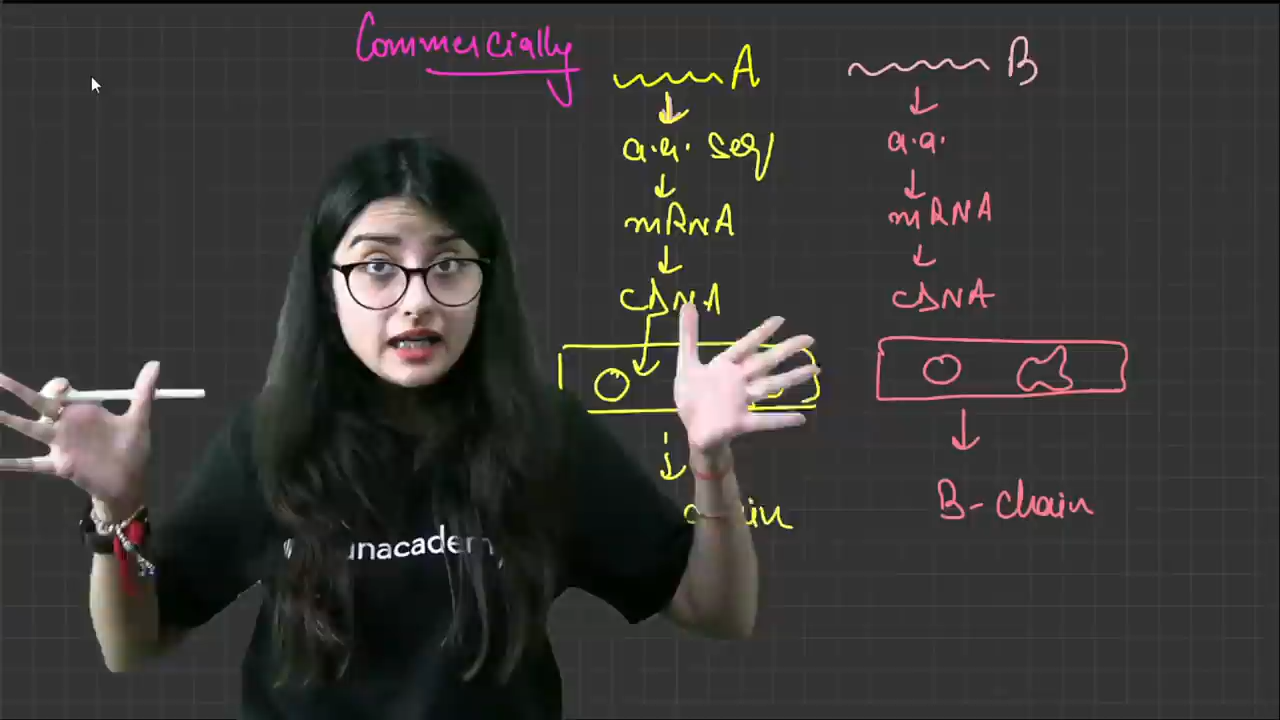 Commercially
A
a.a. seq
mRNA
cDNA
B
a.a.
mRNA
cDNA
B-chain
unacadem